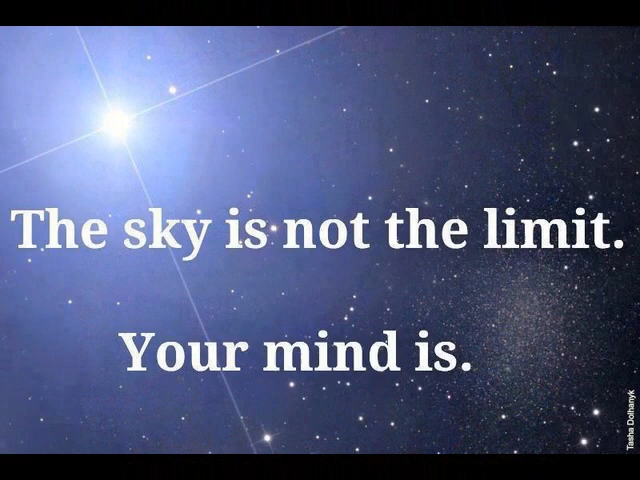 The sky is not the limit.
Your mind is.
Tasha Dolhanyk